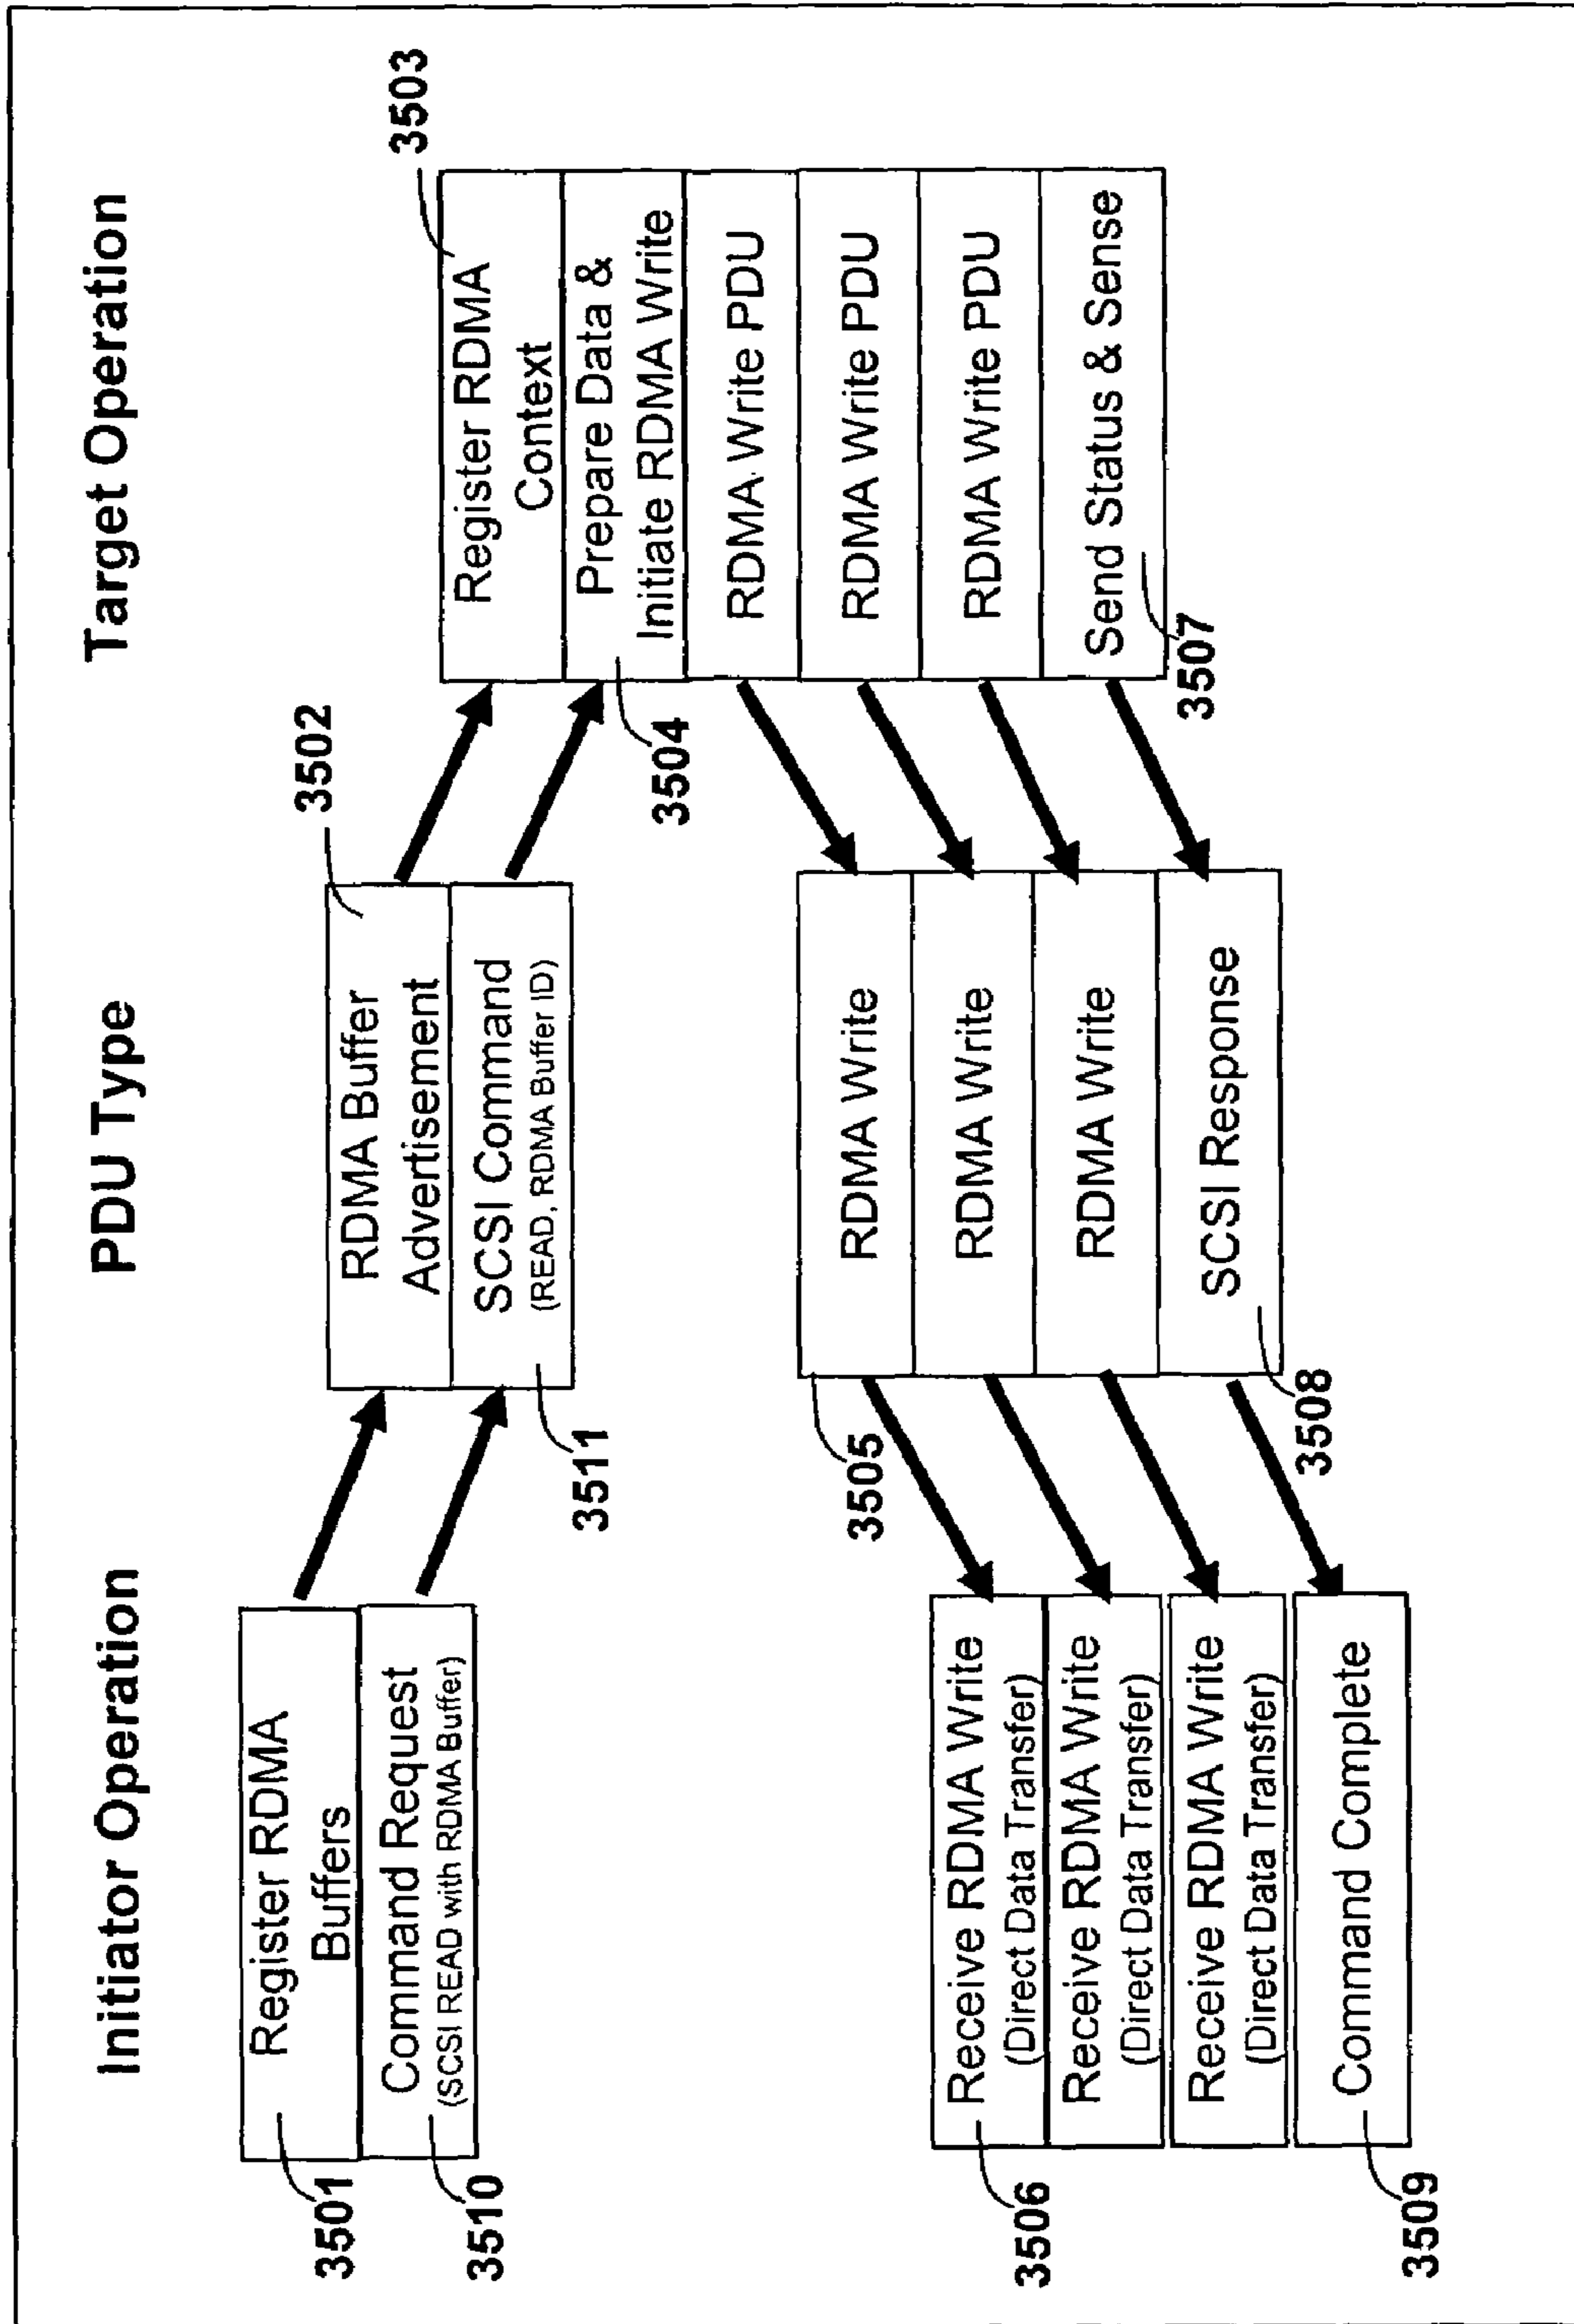 Initiator Operation
PDU Type
Target Operation
3501
Register RDMA
Buffers
3510
Command Request
(SCSI READ with RDMA Buffer)
3502
RDMA Buffer
Advertisement
3511
SCSI Command
(READ, RDMA Buffer ID)
3503
Register RDMA
Context
3504
Prepare Data &
Initiate RDMA Write
RDMA Write PDU
RDMA Write PDU
RDMA Write PDU
Send Status & Sense
3507
3505
RDMA Write
RDMA Write
RDMA Write
SCSI Response
3508
3506
Receive RDMA Write
(Direct Data Transfer)
Receive RDMA Write
(Direct Data Transfer)
Receive RDMA Write
(Direct Data Transfer)
Command Complete
3509